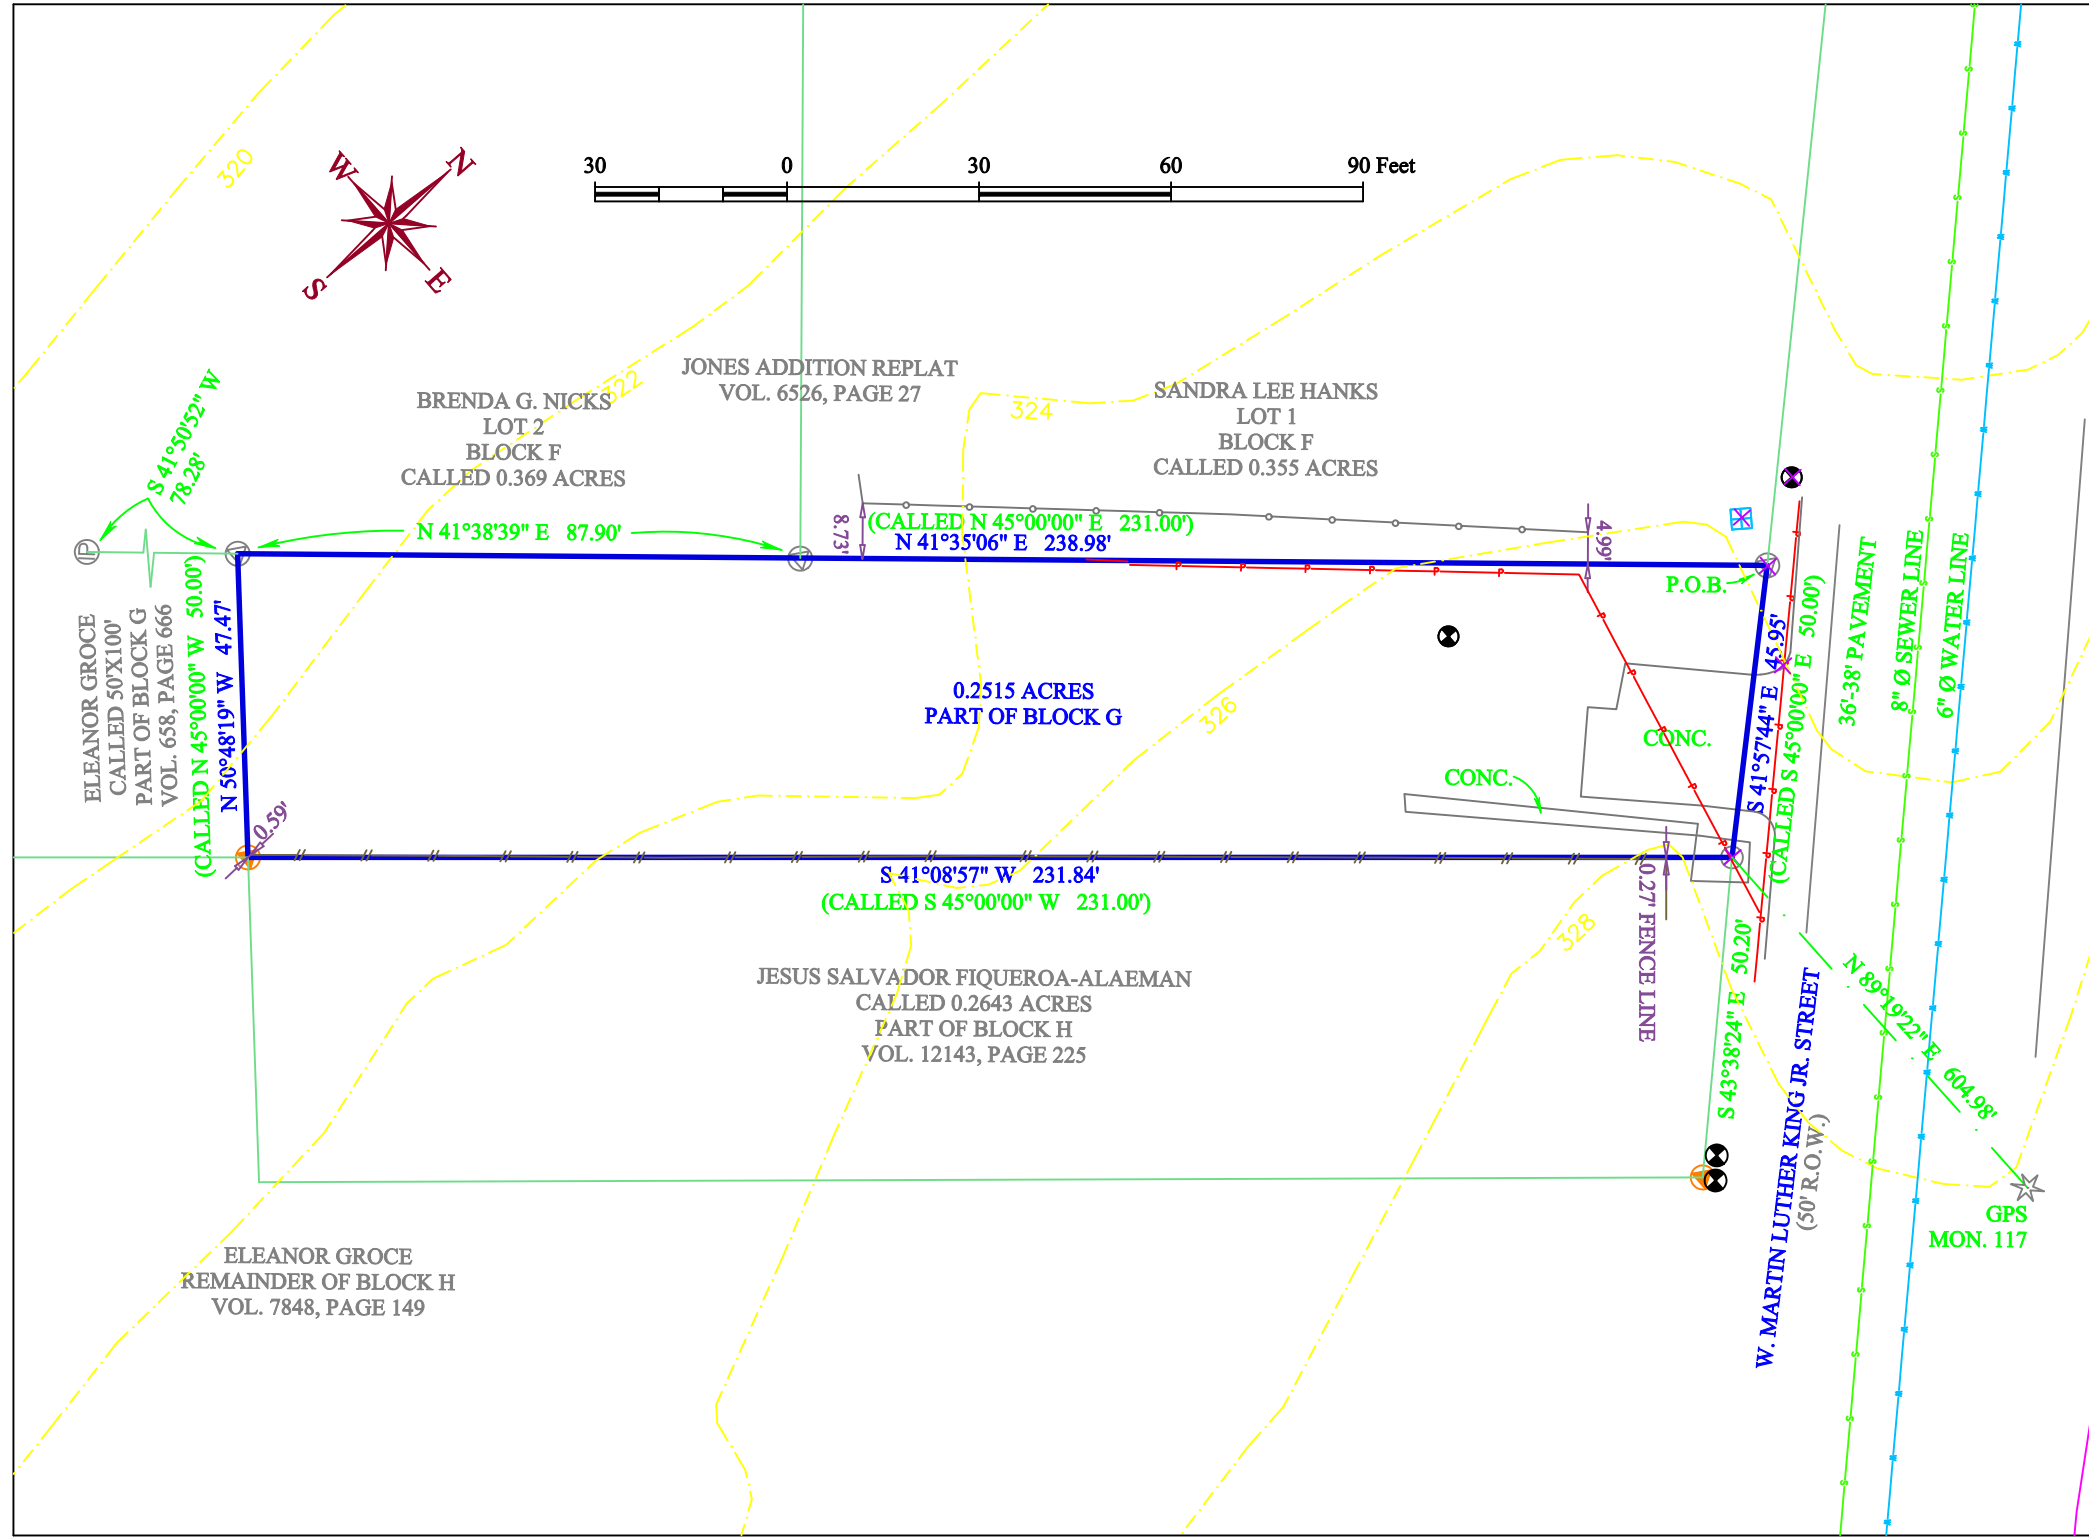 320
W
N
S
E
30
0
30
60
90 Feet
JONES ADDITION REPLAT
VOL. 6526, PAGE 27
BRENDA G. NICKS
LOT 2
BLOCK F
CALLED 0.369 ACRES
322
324
SANDRA LEE HANKS
LOT 1
BLOCK F
CALLED 0.355 ACRES
S 41°50'52" W
78.28'
IP
N 41°38'39" E 87.90'
8.73'
(CALLED N 45°00'00" E 231.00')
N 41°35'06" E 238.98'
4.99'
P.O.B.
ELEANOR GROCE
CALLED 50'X100'
PART OF BLOCK G
VOL. 658, PAGE 666
(CALLED N 45°00'00" W 50.00')
N 50°48'19" W 47.47'
0.59'
0.2515 ACRES
PART OF BLOCK G
326
CONC.
CONC.
S 41°57'44" E 45.95'
(CALLED S 45°00'00" E 50.00')
36'-38' PAVEMENT
8" Ø SEWER LINE
6" Ø WATER LINE
S 41°08'57" W 231.84'
(CALLED S 45°00'00" W 231.00')
0.27' FENCE LINE
328
JESUS SALVADOR FIQUEROA-ALAEMAN
CALLED 0.2643 ACRES
PART OF BLOCK H
VOL. 12143, PAGE 225
S 43°38'24" E 50.20'
W. MARTIN LUTHER KING JR. STREET
(50' R.O.W.)
N 89°19'22" E 604.98'
GPS
MON. 117
ELEANOR GROCE
REMAINDER OF BLOCK H
VOL. 7848, PAGE 149